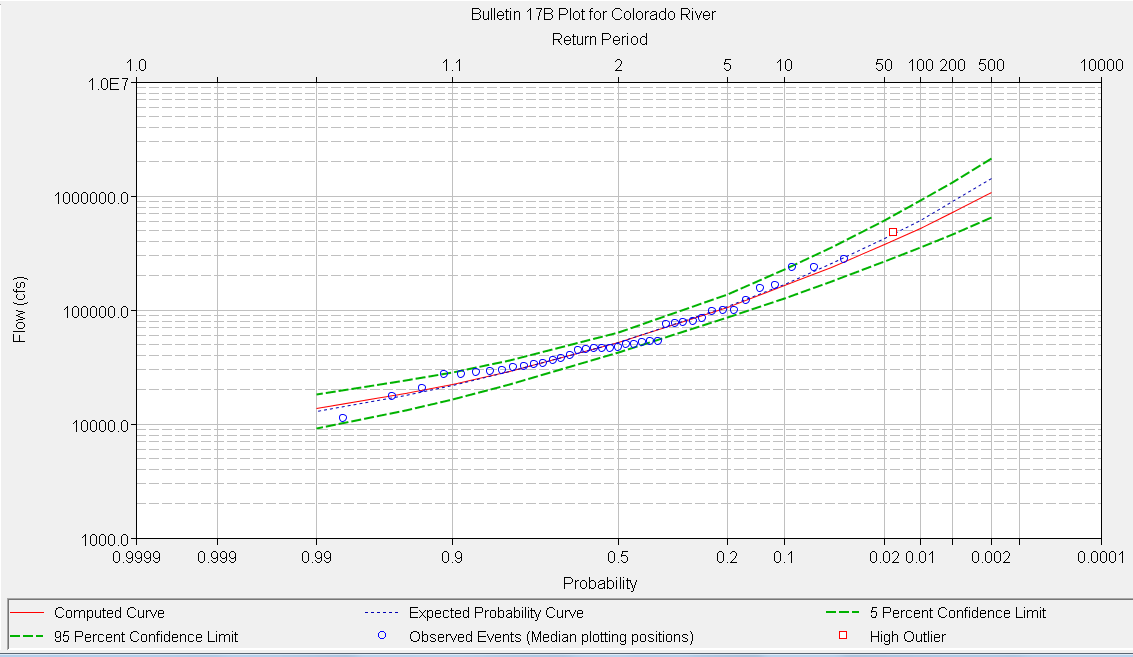 Bulletin 17B Plot for Colorado River
Return Period
1.0 1.1 2 5 10 50 100 200 500 10000
1.0E7
1000000.0
100000.0
10000.0
1000.0
Flow (cfs)
0.9999 0.999 0.99 0.9 0.5 0.2 0.1 0.02 0.01 0.002 0.0001
Probability
Computed Curve Expected Probability Curve 5 Percent Confidence Limit
95 Percent Confidence Limit Observed Events (Median plotting positions) High Outlier